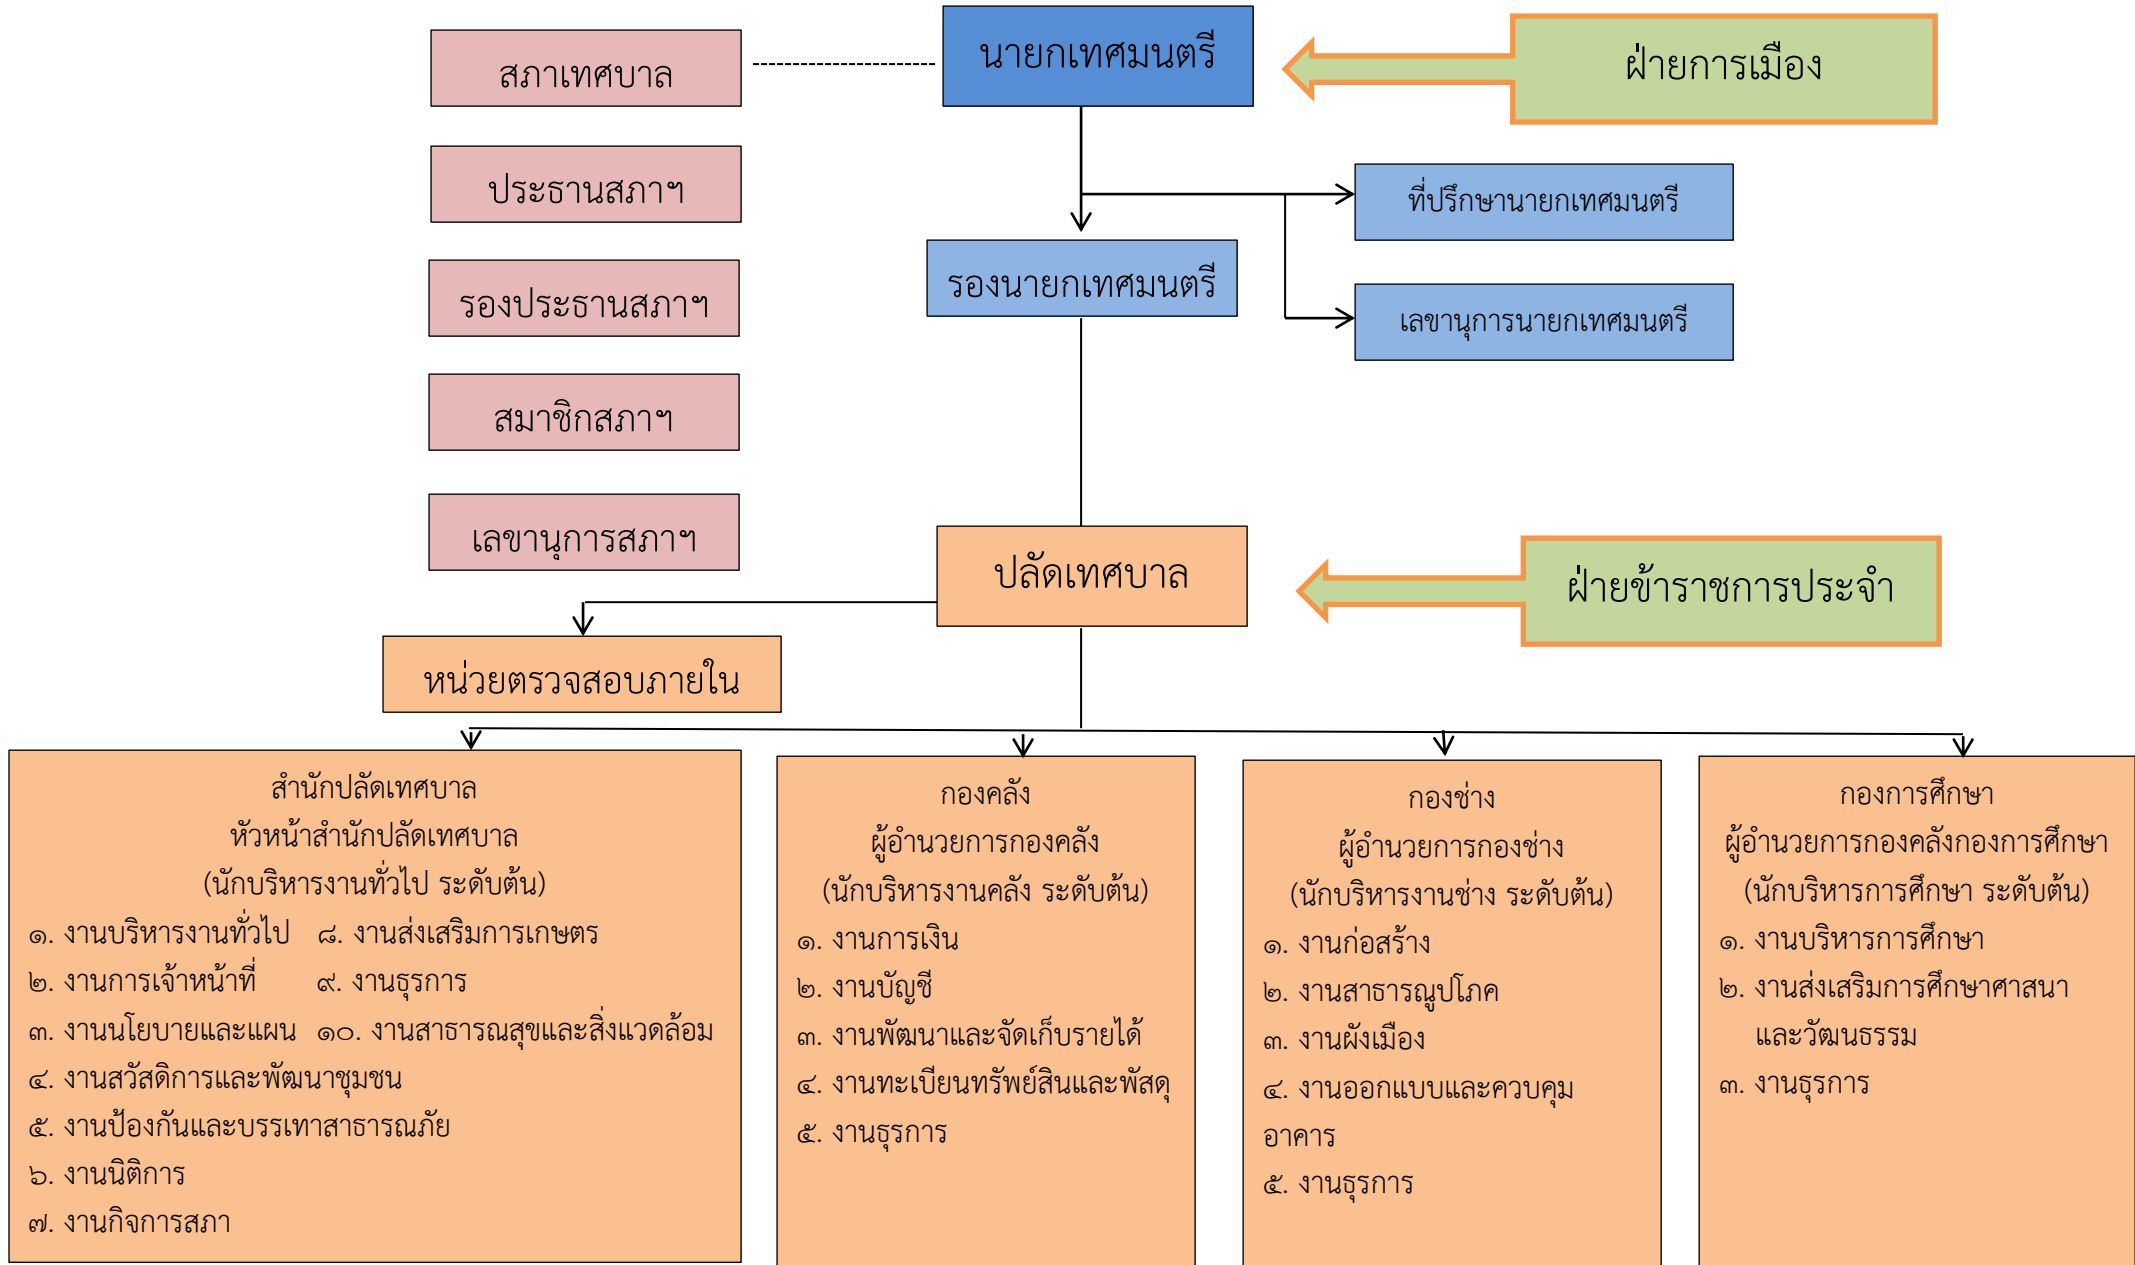 สภาเทศบาล
นายกเทศมนตรี
ฝ่ายการเมือง
ประธานสภาฯ
ที่ปรึกษานายกเทศมนตรี
รองประธานสภาฯ
รองนายกเทศมนตรี
เลขานุการนายกเทศมนตรี
สมาชิกสภาฯ
เลขานุการสภาฯ
ปลัดเทศบาล
ฝ่ายข้าราชการประจำ
หน่วยตรวจสอบภายใน
สำนักปลัดเทศบาล
หัวหน้าสำนักปลัดเทศบาล
(นักบริหารงานทั่วไป ระดับต้น)
๑. งานบริหารงานทั่วไป ๘. งานส่งเสริมการเกษตร
๒. งานการเจ้าหน้าที่ ๙. งานธุรการ
๓. งานนโยบายและแผน ๑๐. งานสาธารณสุขและสิ่งแวดล้อม
๔. งานสวัสดิการและพัฒนาชุมชน
๕. งานป้องกันและบรรเทาสาธารณภัย
๖. งานนิติการ
๗. งานกิจการสภา
กองคลัง
ผู้อำนวยการกองคลัง
(นักบริหารงานคลัง ระดับต้น)
๑. งานการเงิน
๒. งานบัญชี
๓. งานพัฒนาและจัดเก็บรายได้
๔. งานทะเบียนทรัพย์สินและพัสดุ
๕. งานธุรการ
กองช่าง
ผู้อำนวยการกองช่าง
(นักบริหารงานช่าง ระดับต้น)
๑. งานก่อสร้าง
๒. งานสาธารณูปโภค
๓. งานผังเมือง
๔. งานออกแบบและควบคุม
อาคาร
๕. งานธุรการ
กองการศึกษา
ผู้อำนวยการกองคลังกองการศึกษา
(นักบริหารการศึกษา ระดับต้น)
๑. งานบริหารการศึกษา
๒. งานส่งเสริมการศึกษาศาสนา
และวัฒนธรรม
๓. งานธุรการ